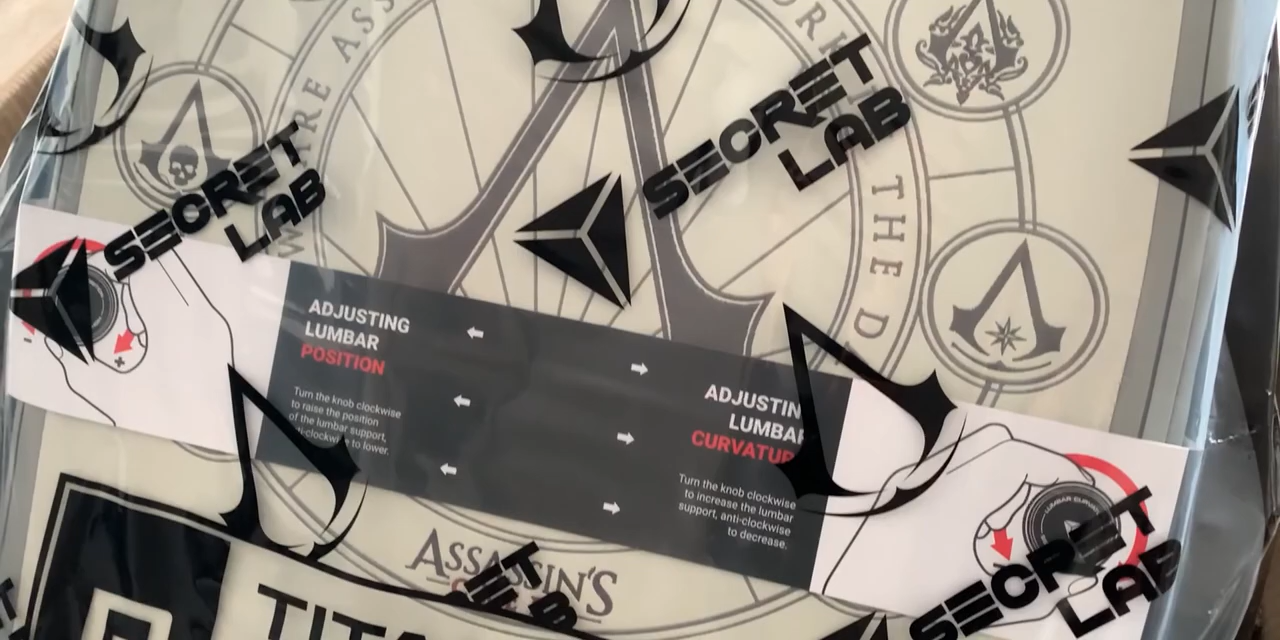 SECRET
LAB
SECRET
LAB
THE
ADJUSTING
LUMBAR
POSITION
Turn the knob clockwise
to raise the position
of the lumbar support,
to lower.
ADJUSTIN
LUMBAR
CURVATUR
Turn the knob clockwise
to increase the lumbar
support, anti-clockwise
to decrease.
ASSASSIN'S
SECRET
LAB